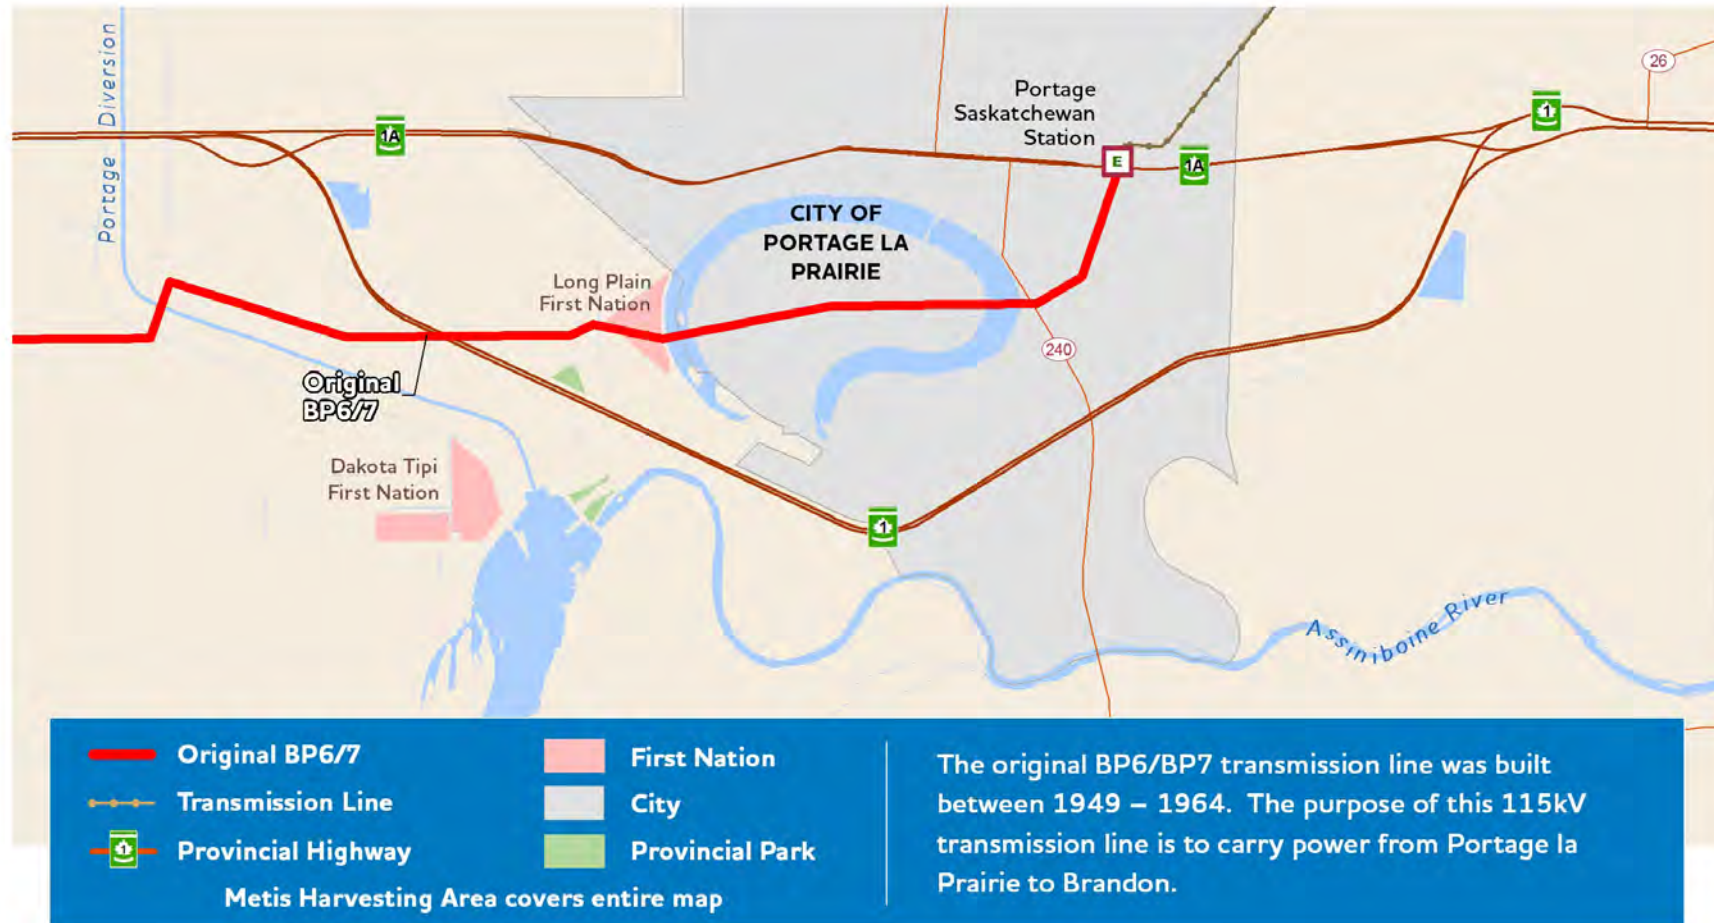 Portage Diversion
1A
Portage
Saskatchewan
Station
E
1A
1
26
CITY OF
PORTAGE LA
PRAIRIE
Long Plain
First Nation
240
Original
BP6/7
Dakota Tipi
First Nation
1
Assiniboine River
Original BP6/7
Transmission Line
1
Provincial Highway
First Nation
City
Provincial Park
Metis Harvesting Area covers entire map
The original BP6/BP7 transmission line was built
between 1949 – 1964. The purpose of this 115kV
transmission line is to carry power from Portage la
Prairie to Brandon.